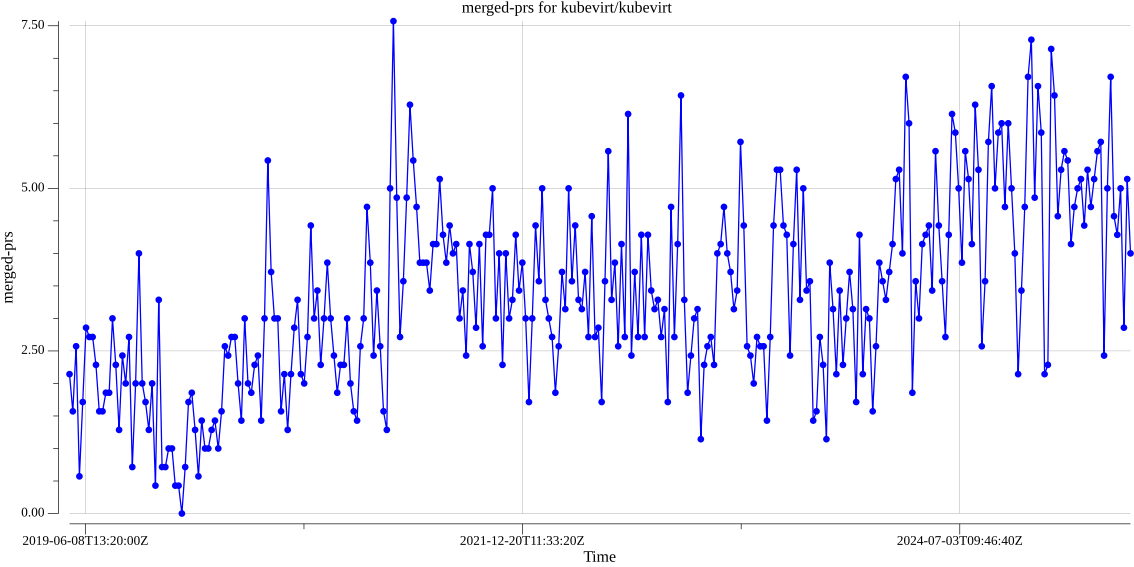 merged-prs for kubevirt/kubevirt
7.50
5.00
2.50
0.00
merged-prs
2019-06-08T13:20:00Z
2021-12-20T11:33:20Z
2024-07-03T09:46:40Z
Time